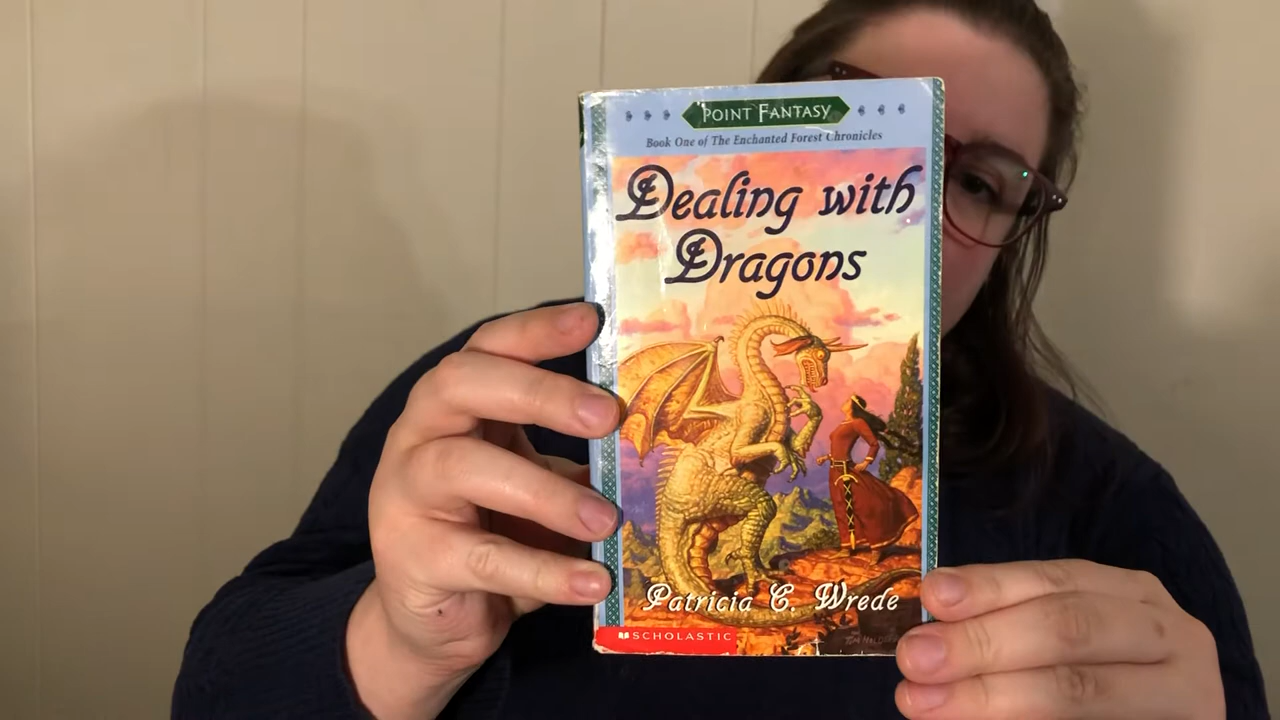 POINT FANTASY
Book One of The Enchanted Forest Chronicles
Dealing with
Dragons
Patricia C. Wrede
SCHOLASTIC